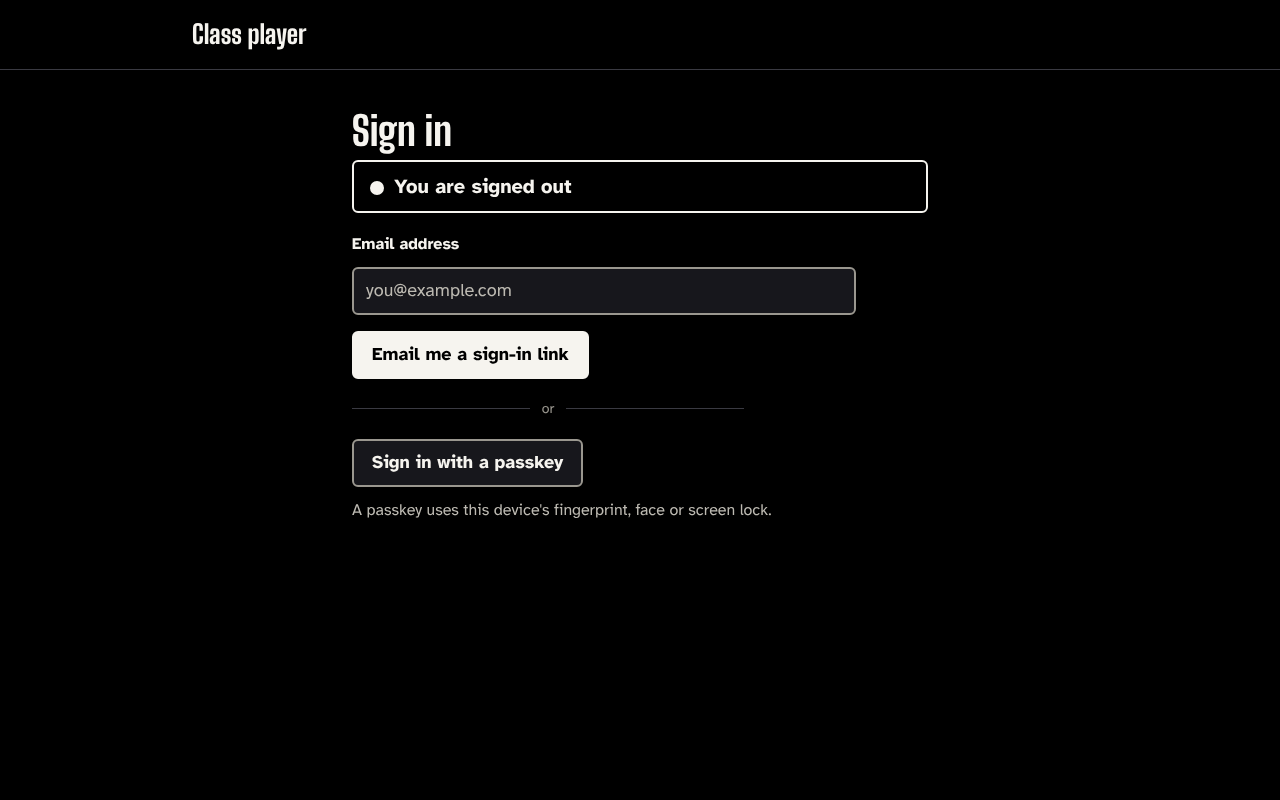 Class player
Sign in
You are signed out
Email address
you@example.com
Email me a sign-in link
or
Sign in with a passkey
A passkey uses this device's fingerprint, face or screen lock.